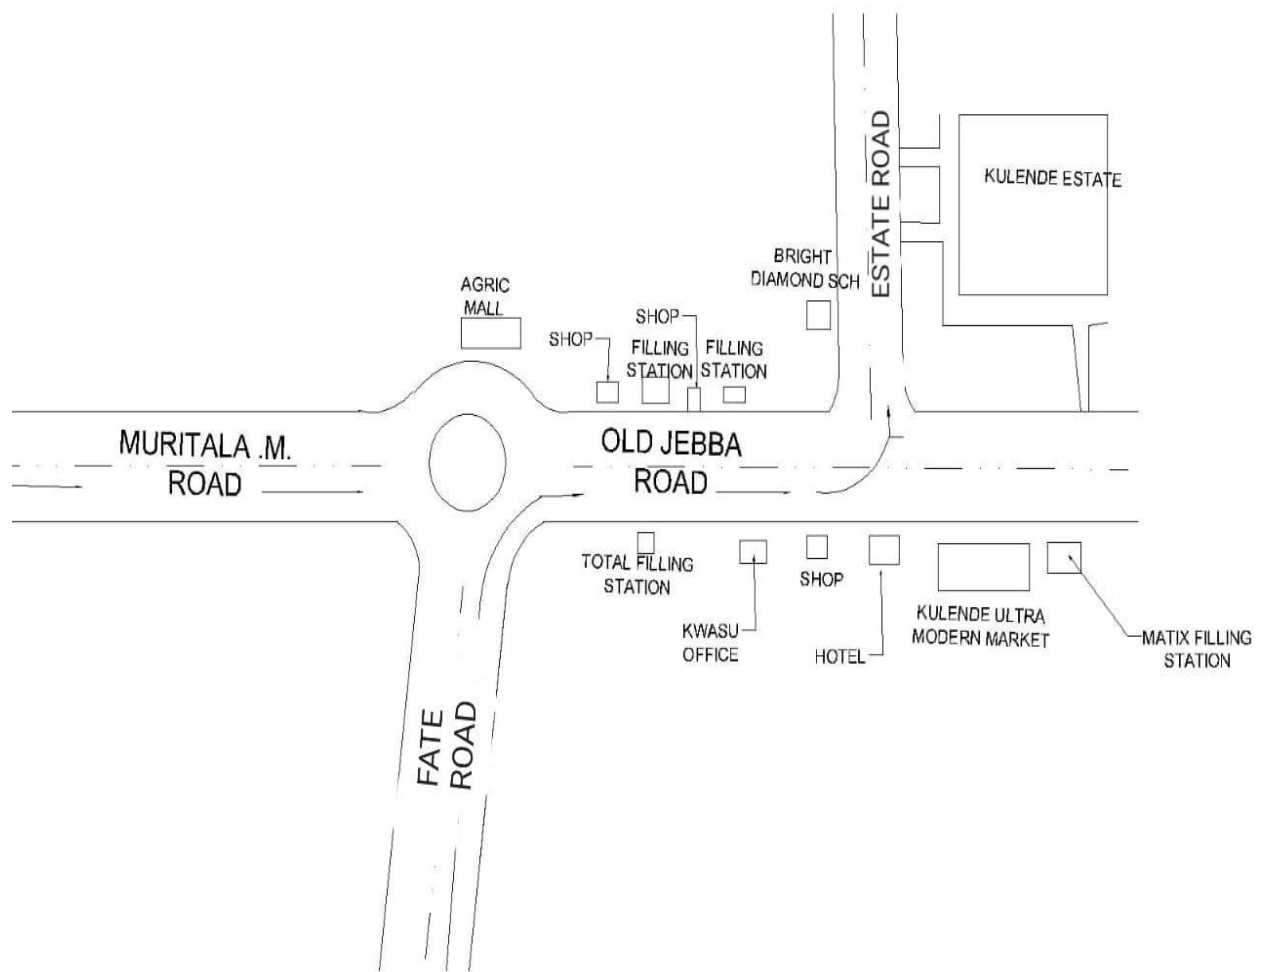 ESTATE ROAD
KULENDE ESTATE
BRIGHT
DIAMOND SCH
AGRIC
MALL
SHOP
SHOP
FILLING
STATION
FILLING
STATION
MURITALA .M.
ROAD
OLD JEBBA
ROAD
TOTAL FILLING
STATION
SHOP
KWASU
OFFICE
HOTEL
KULENDE ULTRA
MODERN MARKET
MATIX FILLING
STATION
FATE
ROAD